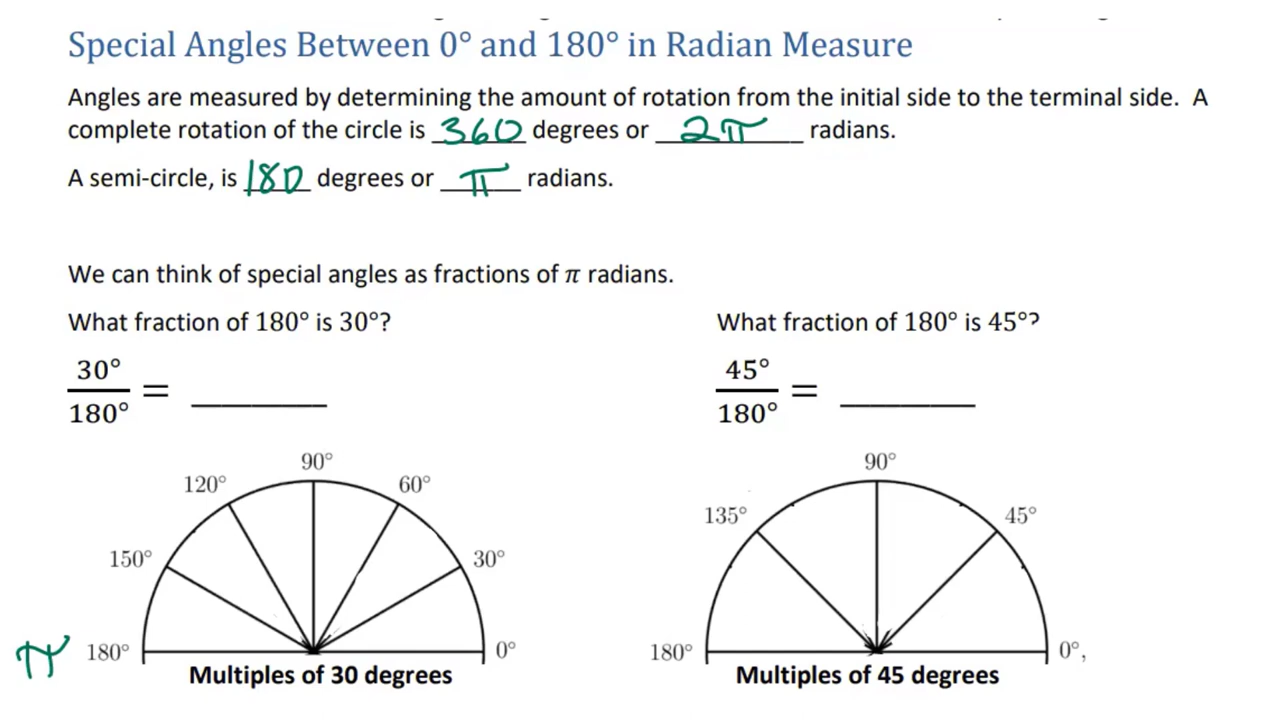 Special Angles Between 0° and 180° in Radian Measure
Angles are measured by determining the amount of rotation from the initial side to the terminal side. A
complete rotation of the circle is 360 degrees or 2π radians.
A semi-circle, is 180 degrees or π radians.
We can think of special angles as fractions of π radians.
What fraction of 180° is 30°?
30°
180°
= ________
What fraction of 180° is 45°?
45°
180°
= ________
90°
120° 60°
150° 30°
π 180° 0°
Multiples of 30 degrees
90°
135° 45°
180° 0°,
Multiples of 45 degrees